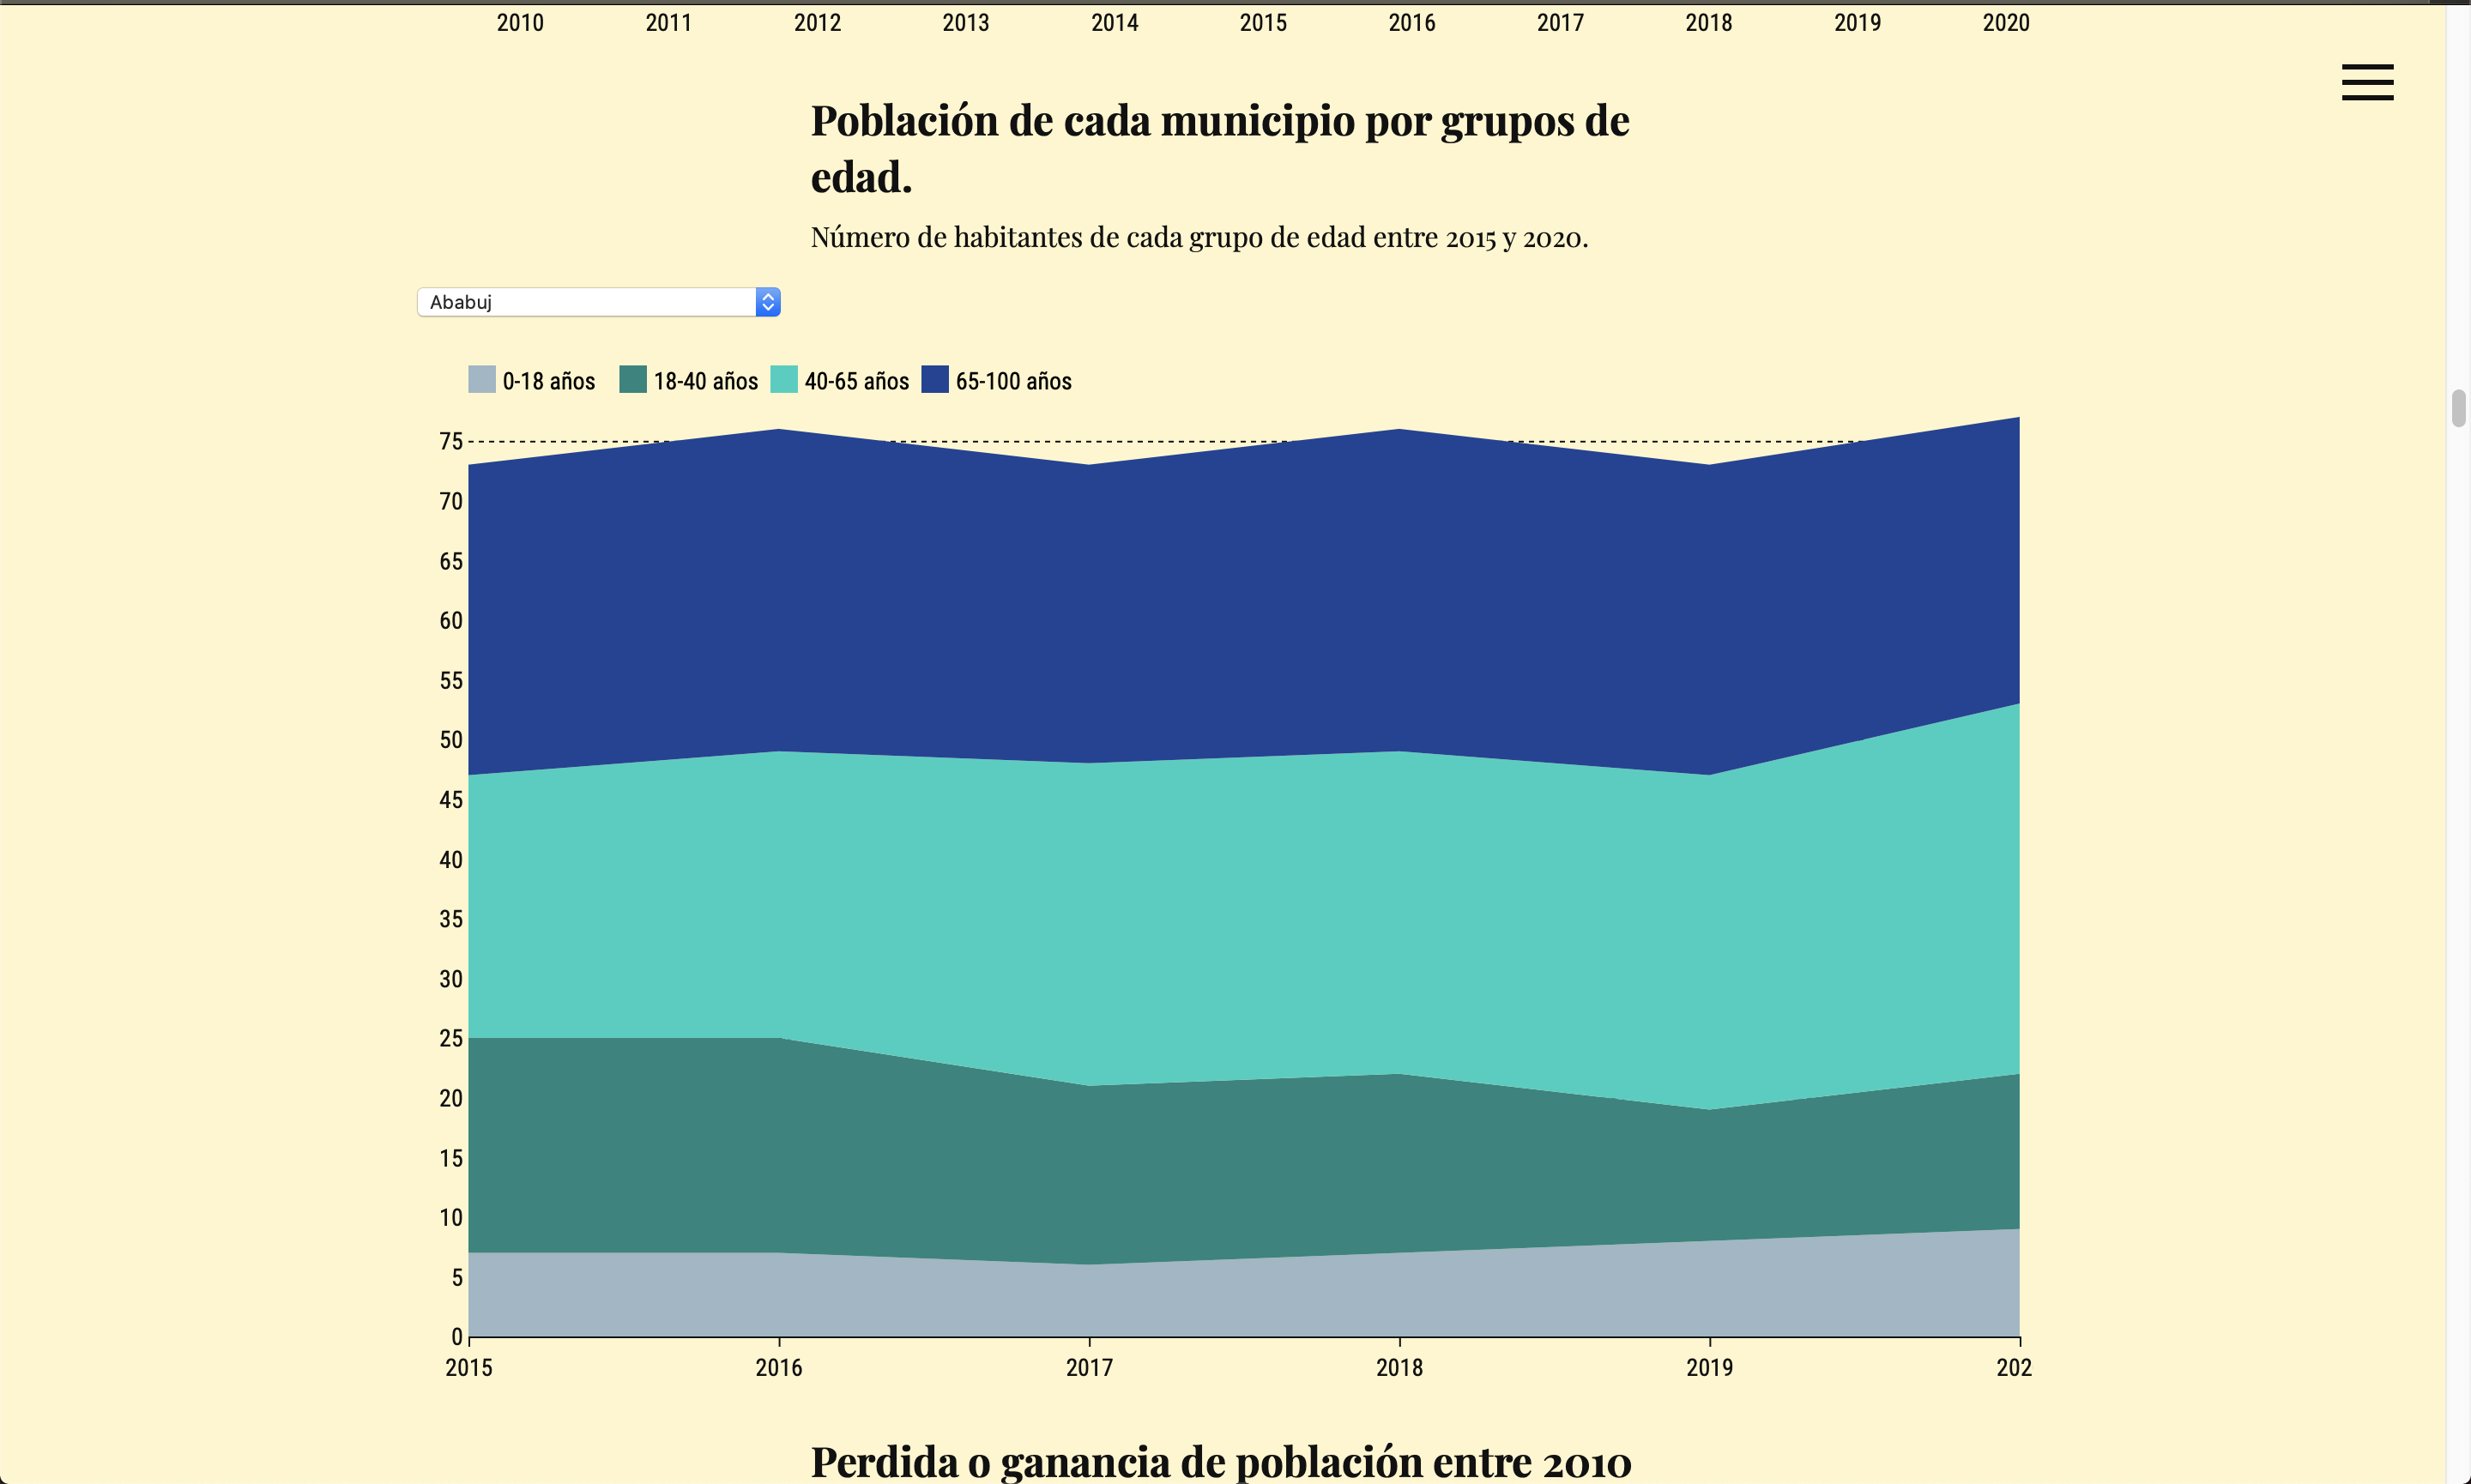 2010 2011 2012 2013 2014 2015 2016 2017 2018 2019 2020
Población de cada municipio por grupos de
edad.
Número de habitantes de cada grupo de edad entre 2015 y 2020.
Ababuj
0-18 años 18-40 años 40-65 años 65-100 años
75
70
65
60
55
50
45
40
35
30
25
20
15
10
5
0
2015 2016 2017 2018 2019 202
Perdida o ganancia de población entre 2010